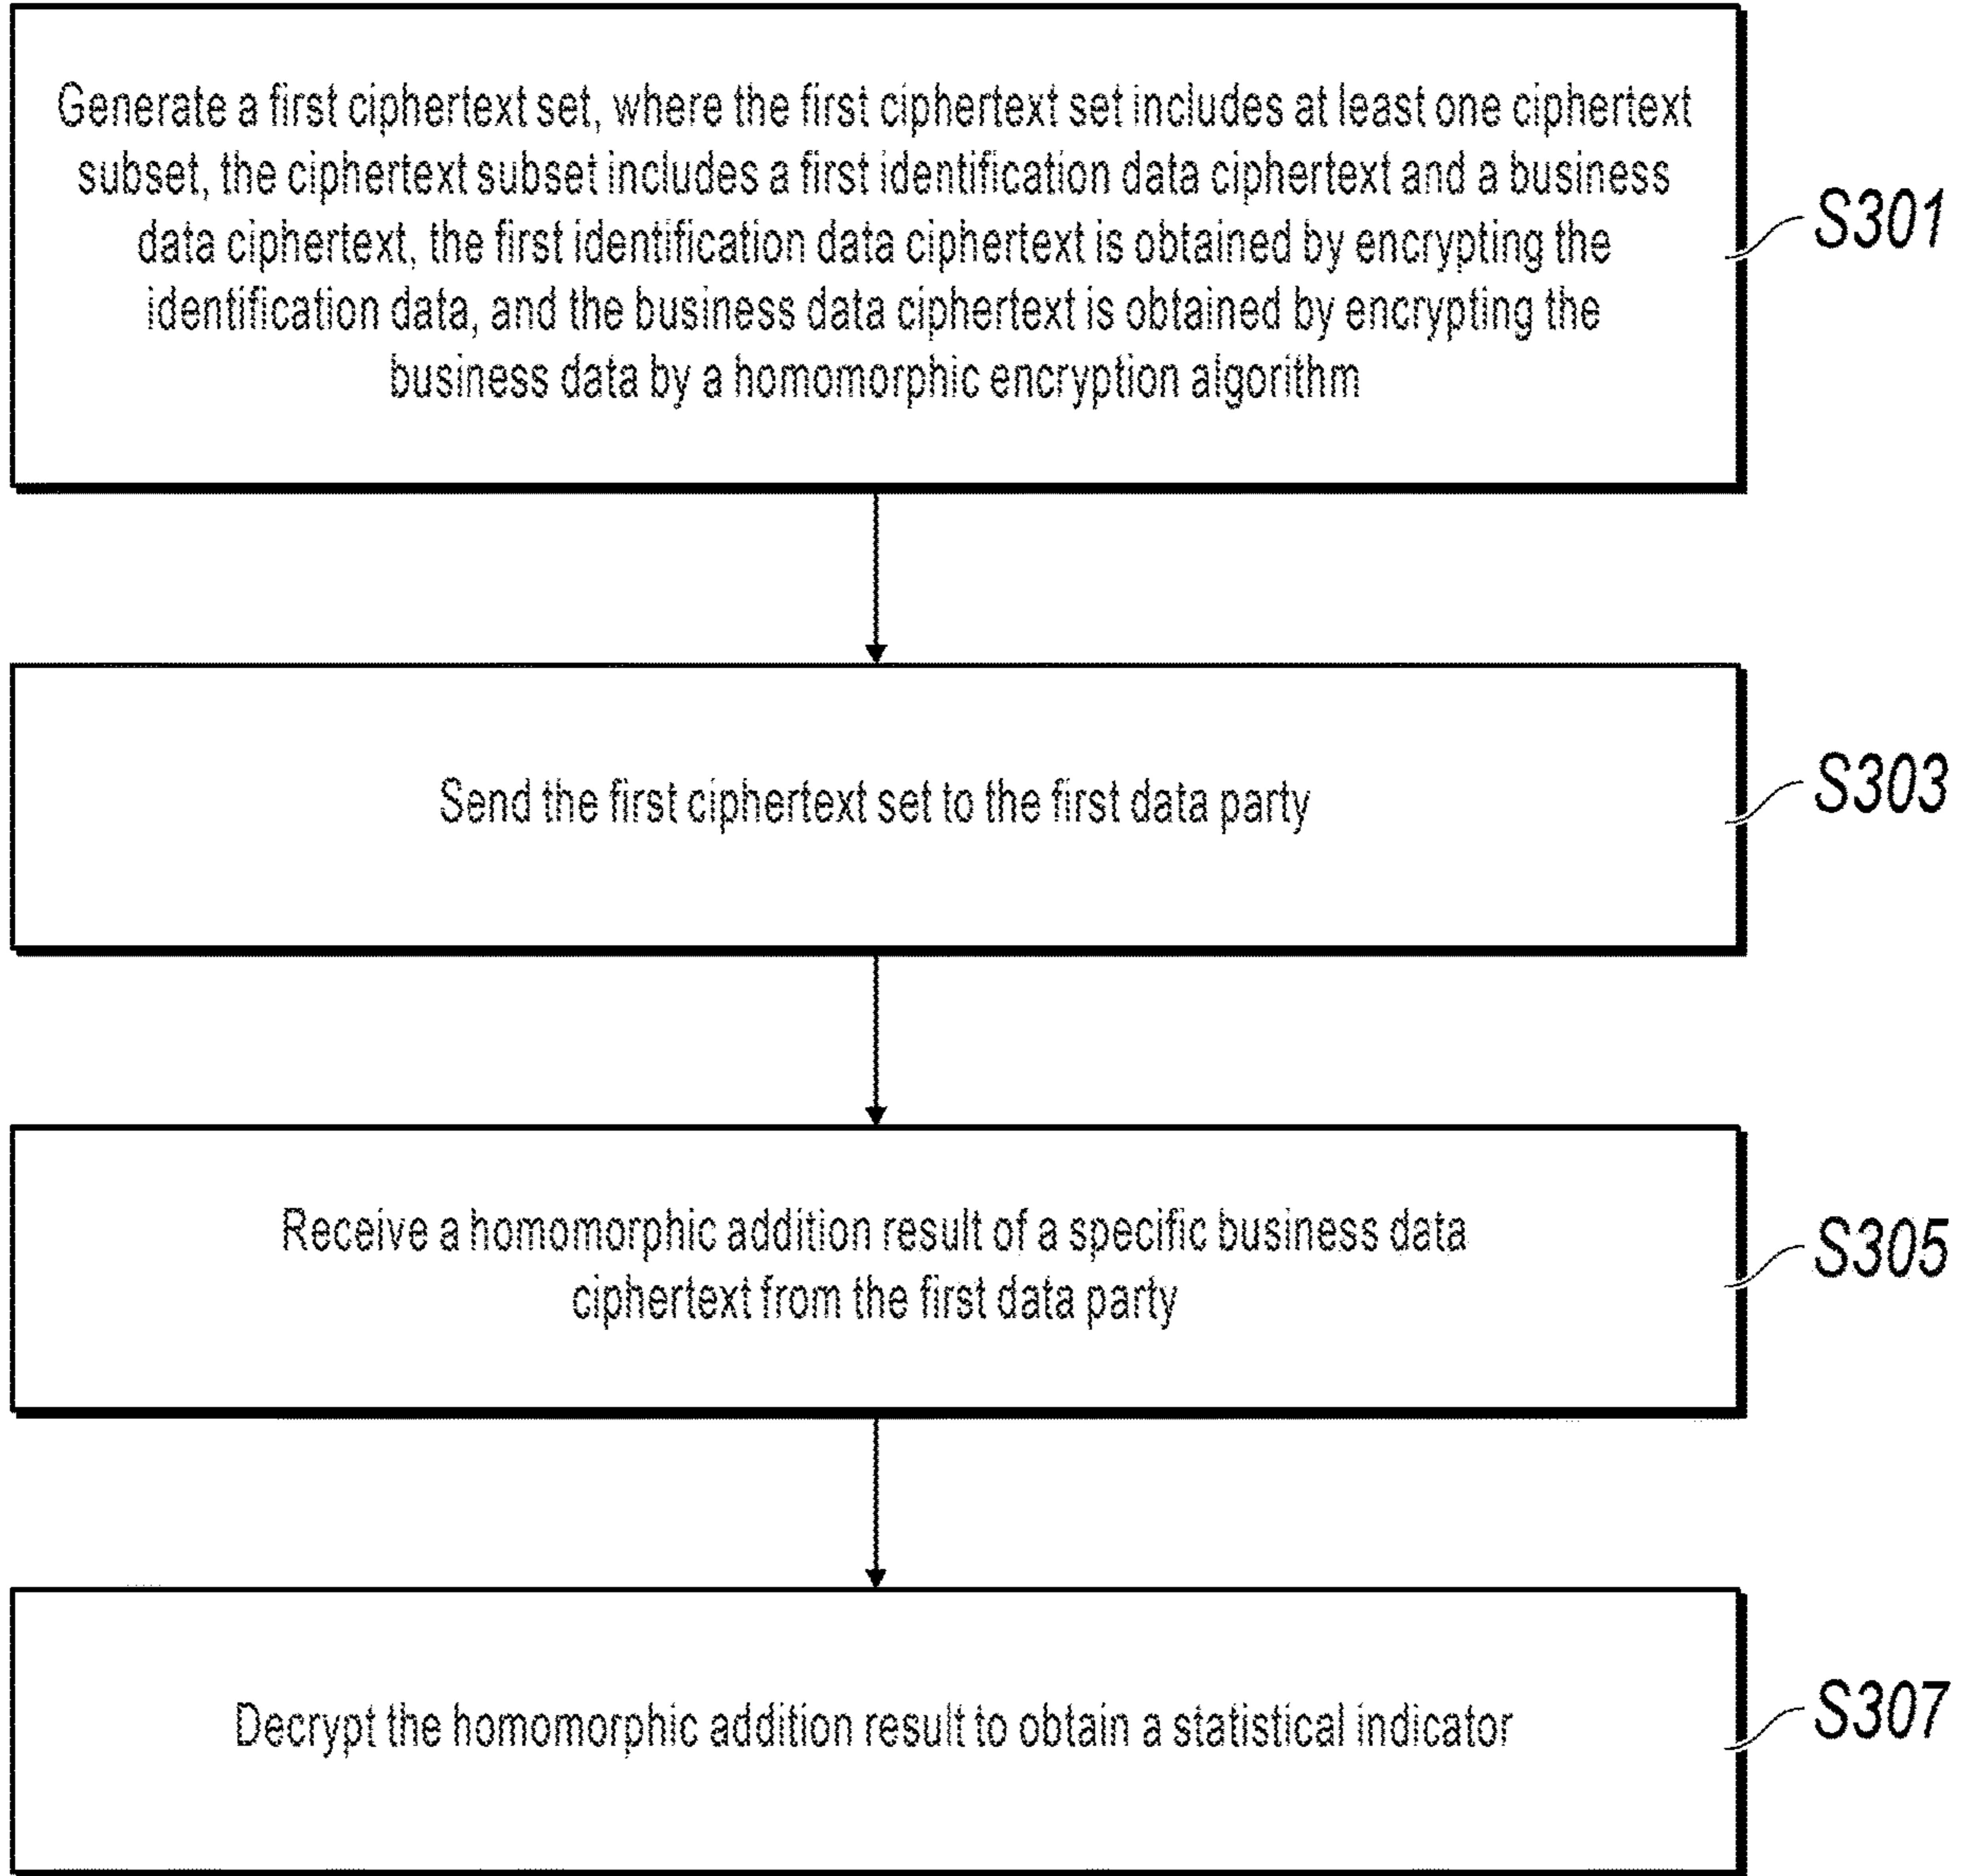 Generate a first ciphertext set, where the first ciphertext set includes at least one ciphertext
subset, the ciphertext subset includes a first identification data ciphertext and a business
data ciphertext, the first identification data ciphertext is obtained by encrypting the
identification data, and the business data ciphertext is obtained by encrypting the
business data by a homomorphic encryption algorithm
S301
Send the first ciphertext set to the first data party
S303
Receive a homomorphic addition result of a specific business data
ciphertext from the first data party
S305
Decrypt the homomorphic addition result to obtain a statistical indicator
S307